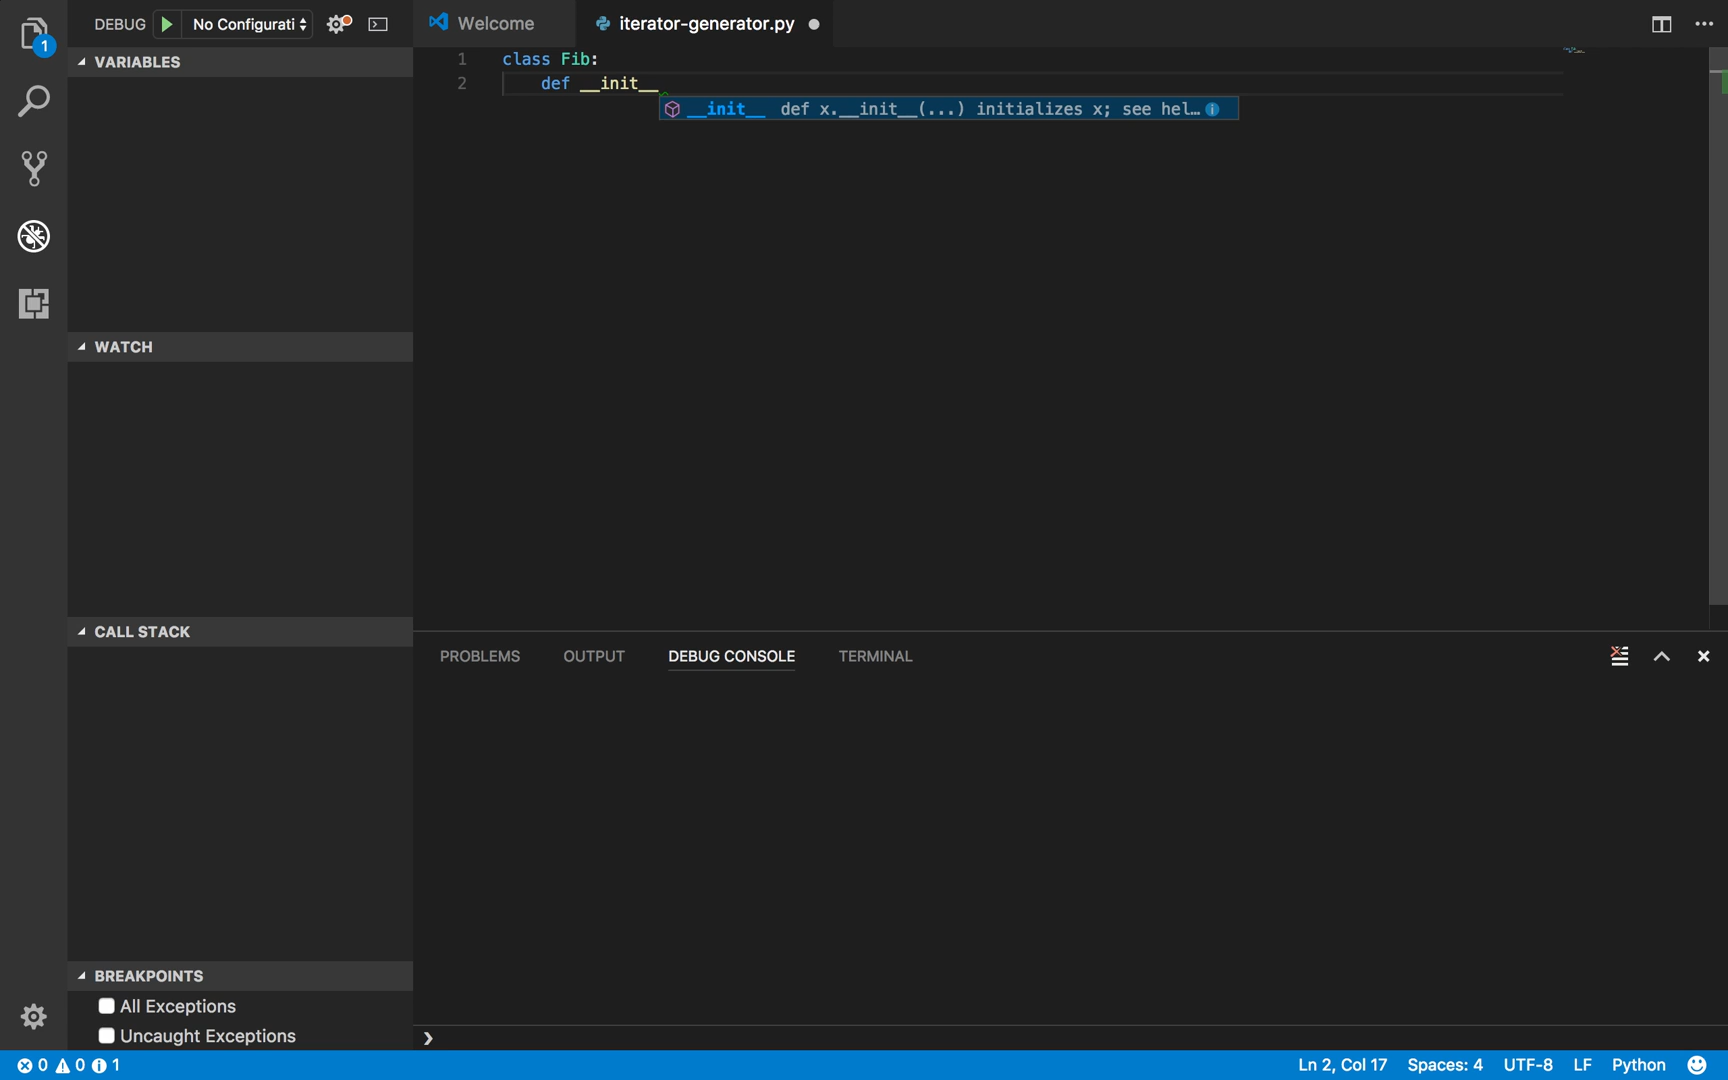 1
DEBUG No Configurati
Welcome
iterator-generator.py
VARIABLES
WATCH
CALL STACK
BREAKPOINTS
All Exceptions
Uncaught Exceptions
1 class Fib:
2 def __init__
__init__ def x.__init__(...) initializes x; see hel…
PROBLEMS OUTPUT DEBUG CONSOLE TERMINAL
0 0 1
Ln 2, Col 17 Spaces: 4 UTF-8 LF Python